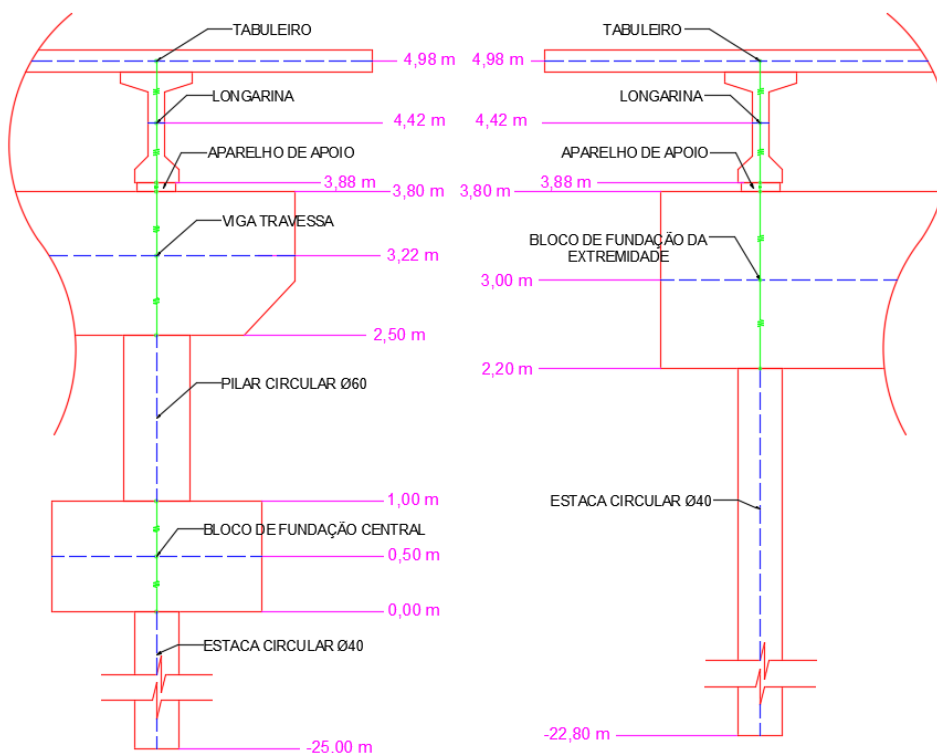 TABULEIRO
4,98 m
LONGARINA
4,42 m
APARELHO DE APOIO
3,88 m
3,80 m
VIGA TRAVESSA
3,22 m
2,50 m
PILAR CIRCULAR Ø60
1,00 m
BLOCO DE FUNDAÇÃO CENTRAL
0,50 m
0,00 m
ESTACA CIRCULAR Ø40
-25,00 m
TABULEIRO
4,98 m
LONGARINA
4,42 m
APARELHO DE APOIO
3,88 m
3,80 m
BLOCO DE FUNDAÇÃO DA
EXTREMIDADE
3,00 m
2,20 m
ESTACA CIRCULAR Ø40
-22,80 m